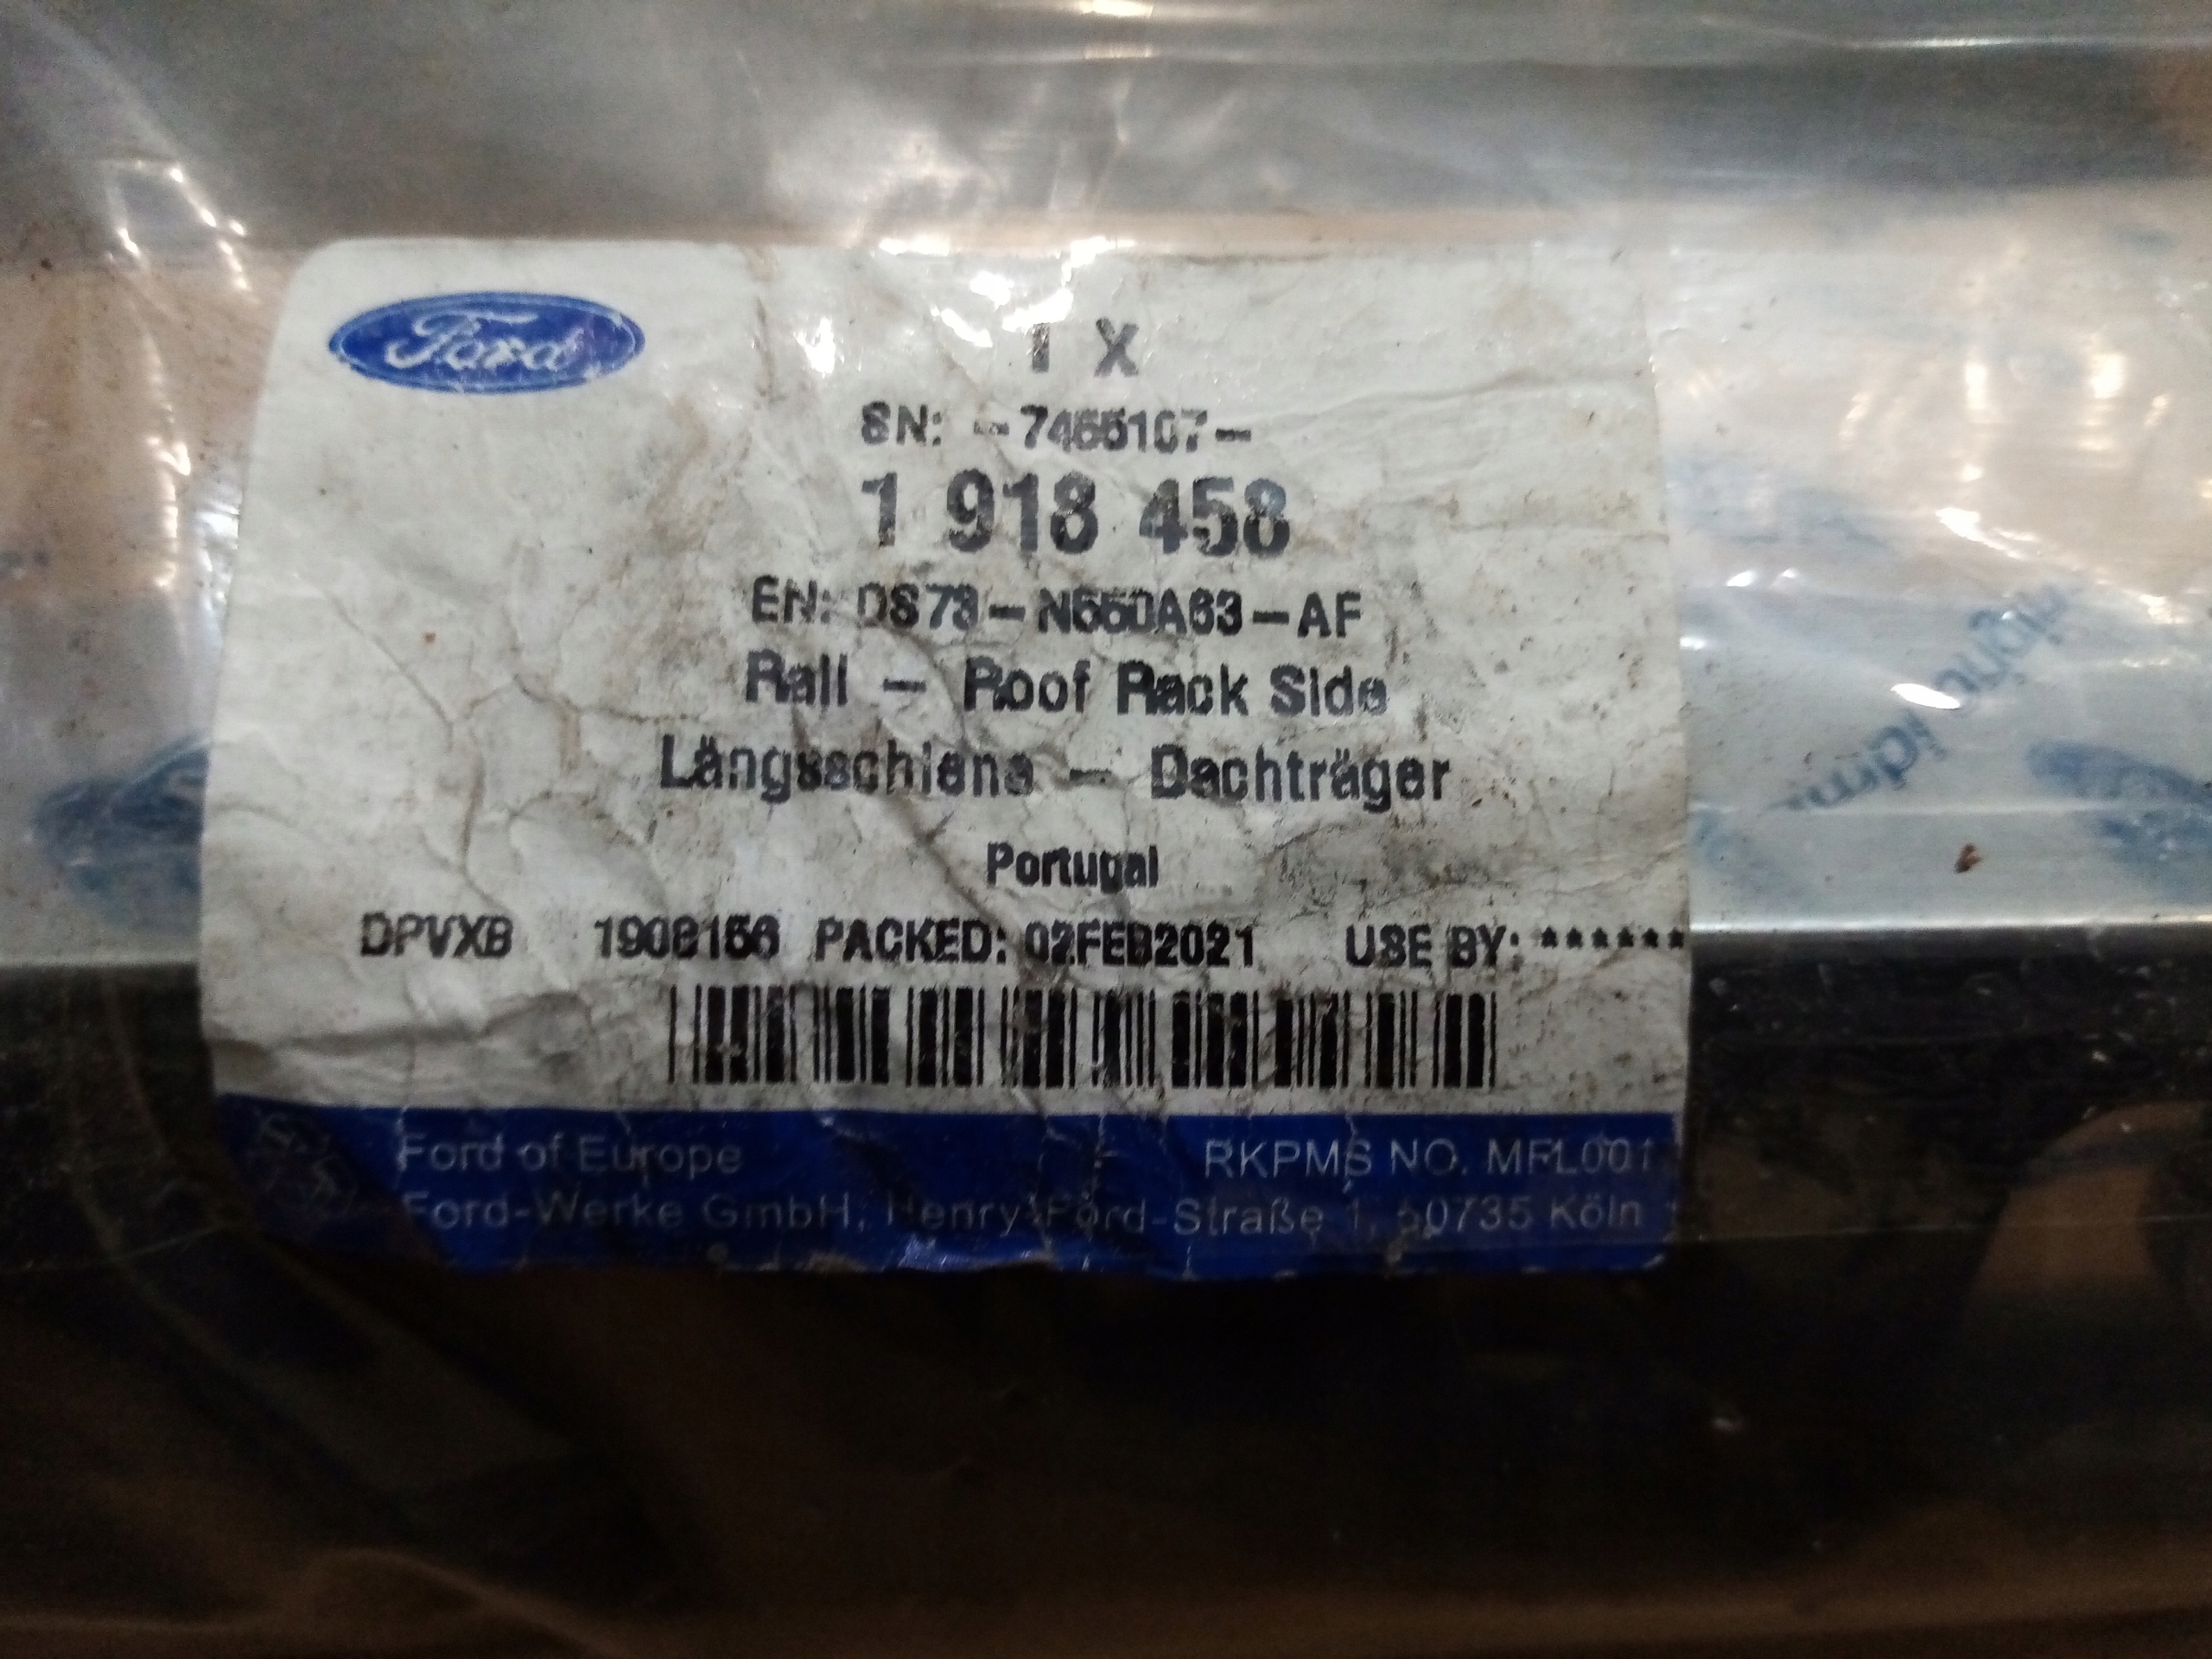 Ford
1 X
SN: -7455107-
1 918 458
EN: DS73-N550A63-AF
Rail - Roof Rack Side
Längsschiene - Dachträger
Portugal
DPVXB 1908156 PACKED: 02FEB2021 USE BY: ******
Ford of Europe RKPMS NO. MFL001
Ford-Werke GmbH, Henry-Ford-Straße 1, 50735 Köln